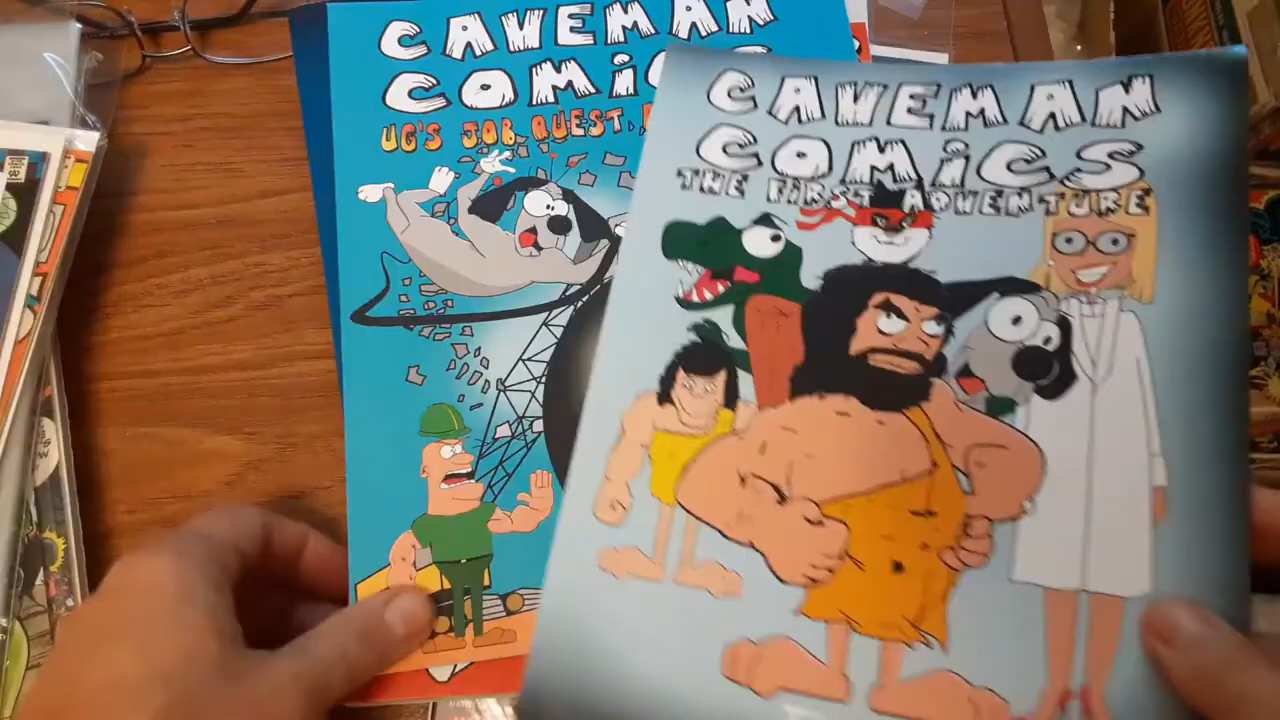 CAVEMAN
COMIC
UG'S JOB QUEST
CAVEMAN
COMiCS
THE FIRST ADVENTURE